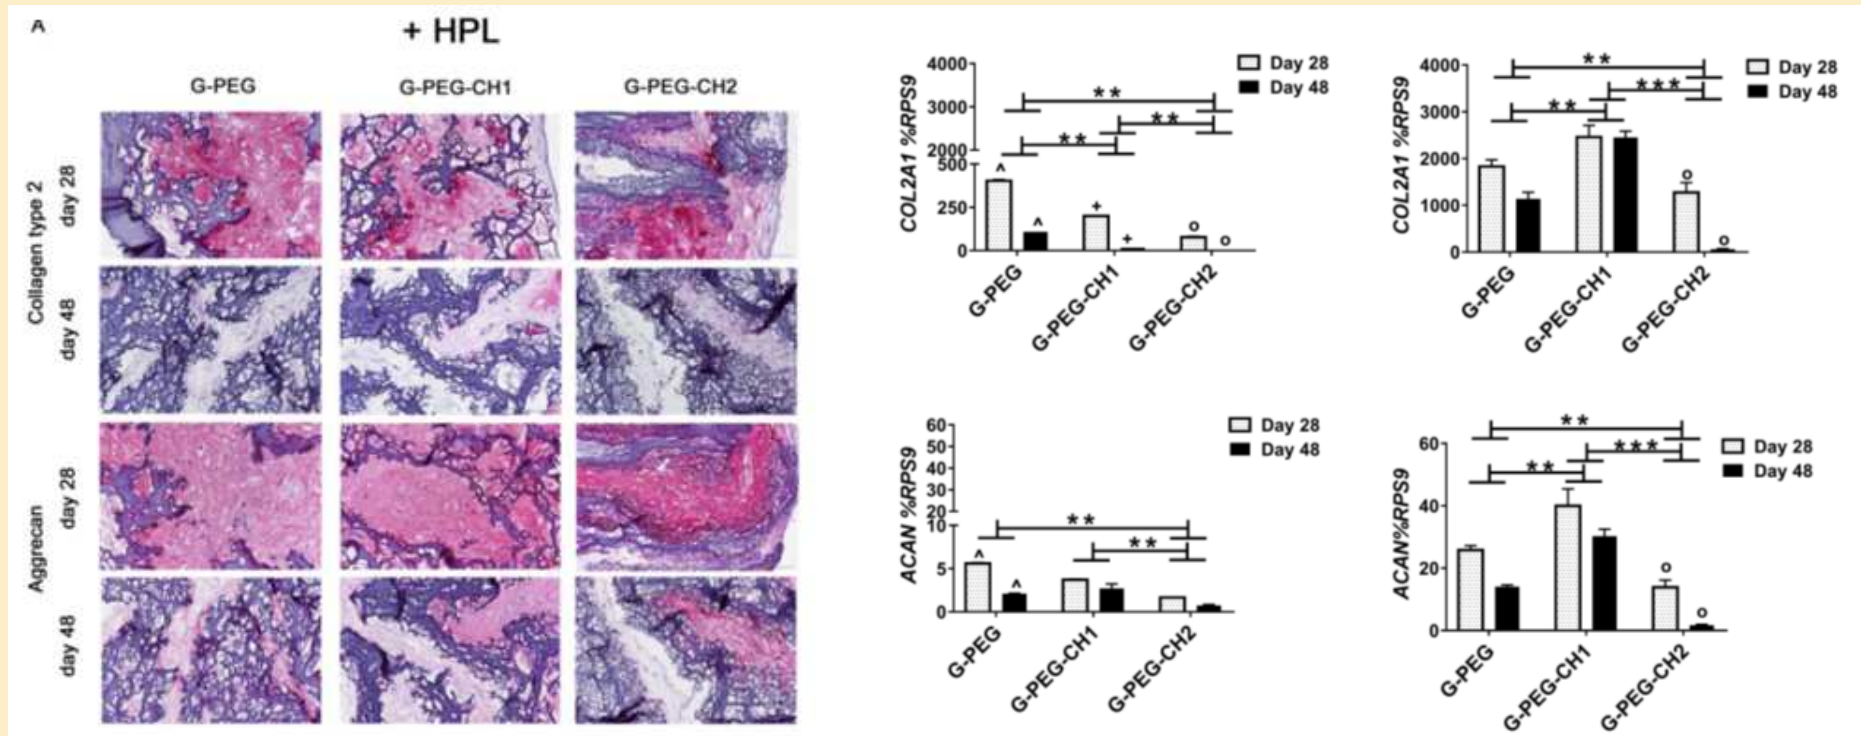 A
+ HPL
G-PEG
G-PEG-CH1
G-PEG-CH2
Collagen type 2
day 28
day 48
Aggrecan
day 28
day 48
COL2A1 %RPS9
4000
3000
2000
500
250
0
Day 28
Day 48
**
**
**
^
^
+
+
o
o
G-PEG
G-PEG-CH1
G-PEG-CH2
COL2A1 %RPS9
4000
3000
2000
1000
0
Day 28
Day 48
**
***
**
o
o
G-PEG
G-PEG-CH1
G-PEG-CH2
ACAN %RPS9
60
50
40
30
20
10
5
0
Day 28
Day 48
**
**
^
^
G-PEG
G-PEG-CH1
G-PEG-CH2
ACAN%RPS9
60
40
20
0
Day 28
Day 48
**
***
**
o
o
G-PEG
G-PEG-CH1
G-PEG-CH2